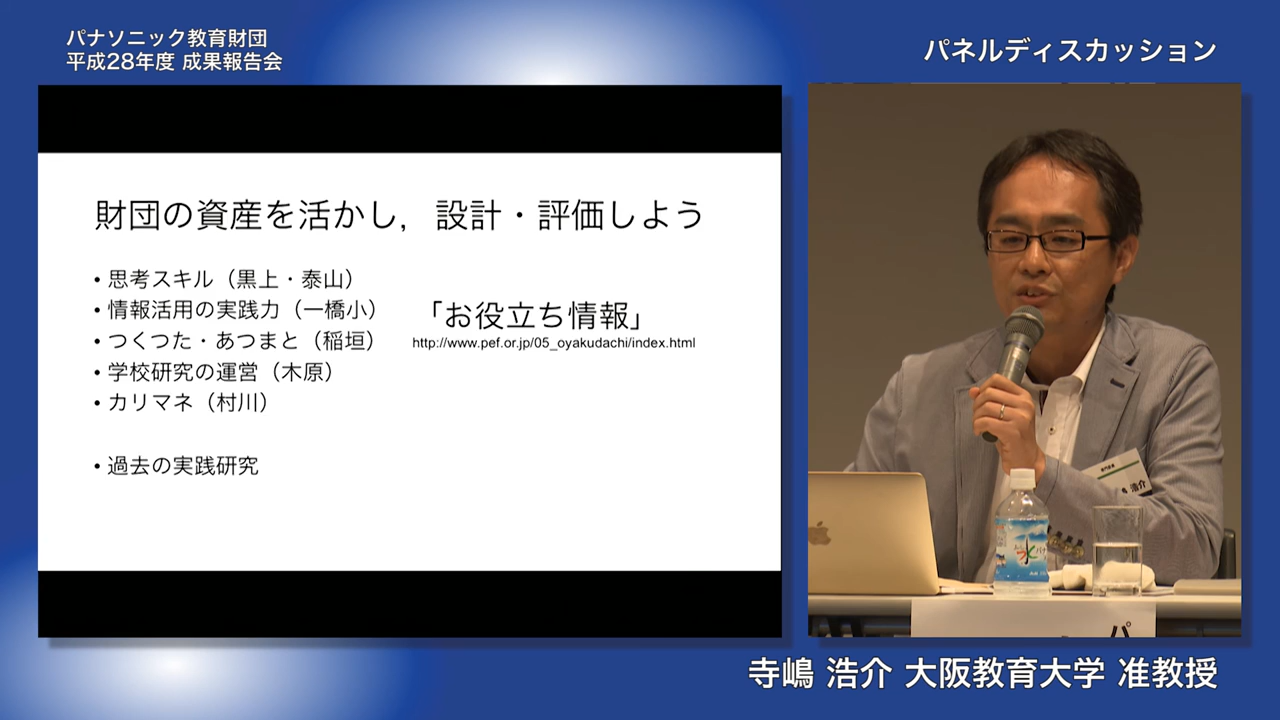 パナソニック教育財団
平成28年度 成果報告会
パネルディスカッション
財団の資産を活かし，設計・評価しよう
• 思考スキル（黒上・泰山）
• 情報活用の実践力（一橋小）
• つくつた・あつまと（稲垣）
• 学校研究の運営（木原）
• カリマネ（村川）
• 過去の実践研究
「お役立ち情報」
http://www.pef.or.jp/05_oyakudachi/index.html
浩介
水
パ
寺嶋 浩介 大阪教育大学 准教授